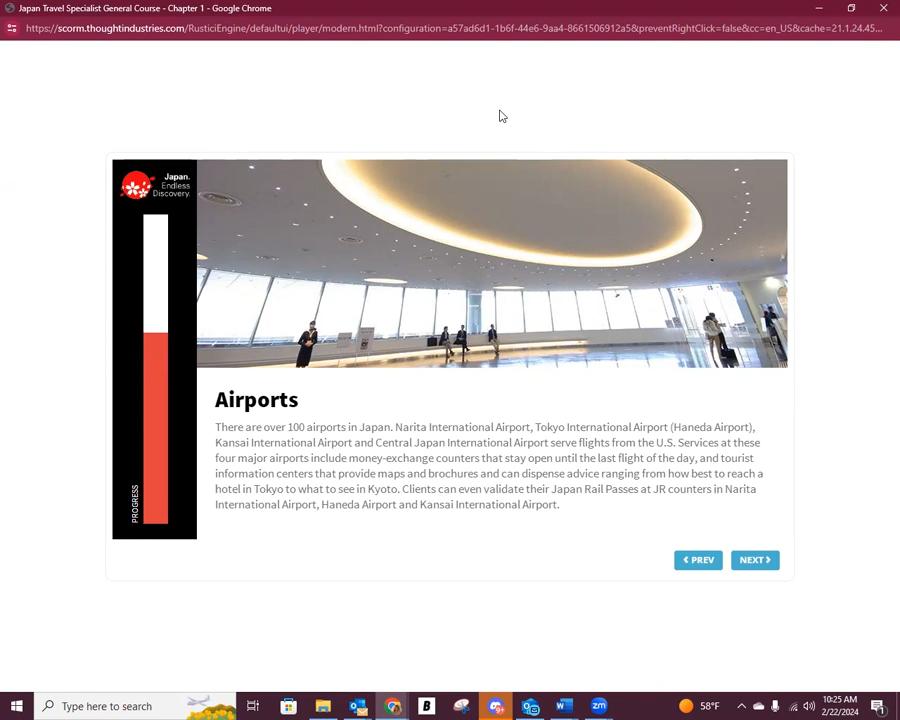 Japan Travel Specialist General Course - Chapter 1 - Google Chrome
https://scorm.thoughtindustries.com/RusticiEngine/defaultui/player/modern.html?configuration=a57ad6d1-1b6f-44e6-9aa4-8661506912a5&preventRightClick=false&cc=en_US&cache=21.1.24.45...
Japan.
Endless
Discovery.
PROGRESS
Airports
There are over 100 airports in Japan. Narita International Airport, Tokyo International Airport (Haneda Airport),
Kansai International Airport and Central Japan International Airport serve flights from the U.S. Services at these
four major airports include money-exchange counters that stay open until the last flight of the day, and tourist
information centers that provide maps and brochures and can dispense advice ranging from how best to reach a
hotel in Tokyo to what to see in Kyoto. Clients can even validate their Japan Rail Passes at JR counters in Narita
International Airport, Haneda Airport and Kansai International Airport.
PREV
NEXT
Type here to search
B
9+
zm
58°F
10:25 AM
2/22/2024
1